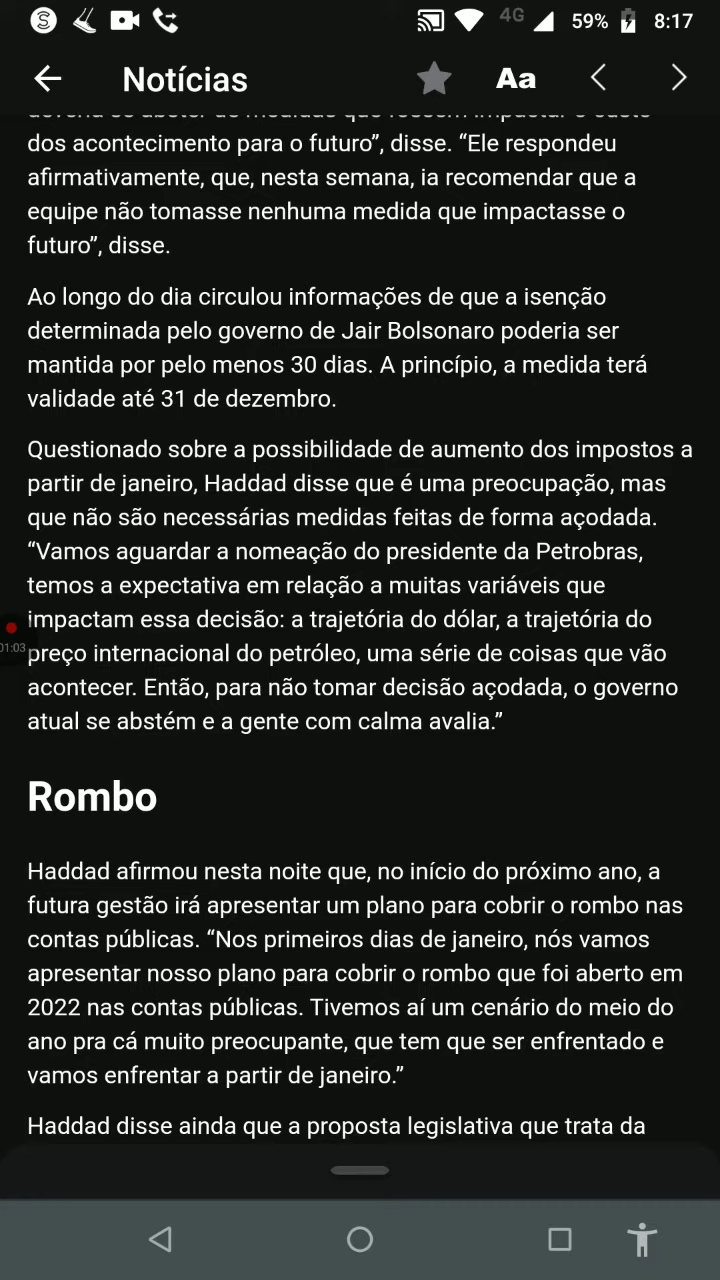 4G 59% 8:17
Notícias Aa
dos acontecimento para o futuro”, disse. “Ele respondeu
afirmativamente, que, nesta semana, ia recomendar que a
equipe não tomasse nenhuma medida que impactasse o
futuro”, disse.
Ao longo do dia circulou informações de que a isenção
determinada pelo governo de Jair Bolsonaro poderia ser
mantida por pelo menos 30 dias. A princípio, a medida terá
validade até 31 de dezembro.
Questionado sobre a possibilidade de aumento dos impostos a
partir de janeiro, Haddad disse que é uma preocupação, mas
que não são necessárias medidas feitas de forma açodada.
“Vamos aguardar a nomeação do presidente da Petrobras,
temos a expectativa em relação a muitas variáveis que
impactam essa decisão: a trajetória do dólar, a trajetória do
01:03
preço internacional do petróleo, uma série de coisas que vão
acontecer. Então, para não tomar decisão açodada, o governo
atual se abstém e a gente com calma avalia.”
Rombo
Haddad afirmou nesta noite que, no início do próximo ano, a
futura gestão irá apresentar um plano para cobrir o rombo nas
contas públicas. “Nos primeiros dias de janeiro, nós vamos
apresentar nosso plano para cobrir o rombo que foi aberto em
2022 nas contas públicas. Tivemos aí um cenário do meio do
ano pra cá muito preocupante, que tem que ser enfrentado e
vamos enfrentar a partir de janeiro.”
Haddad disse ainda que a proposta legislativa que trata da